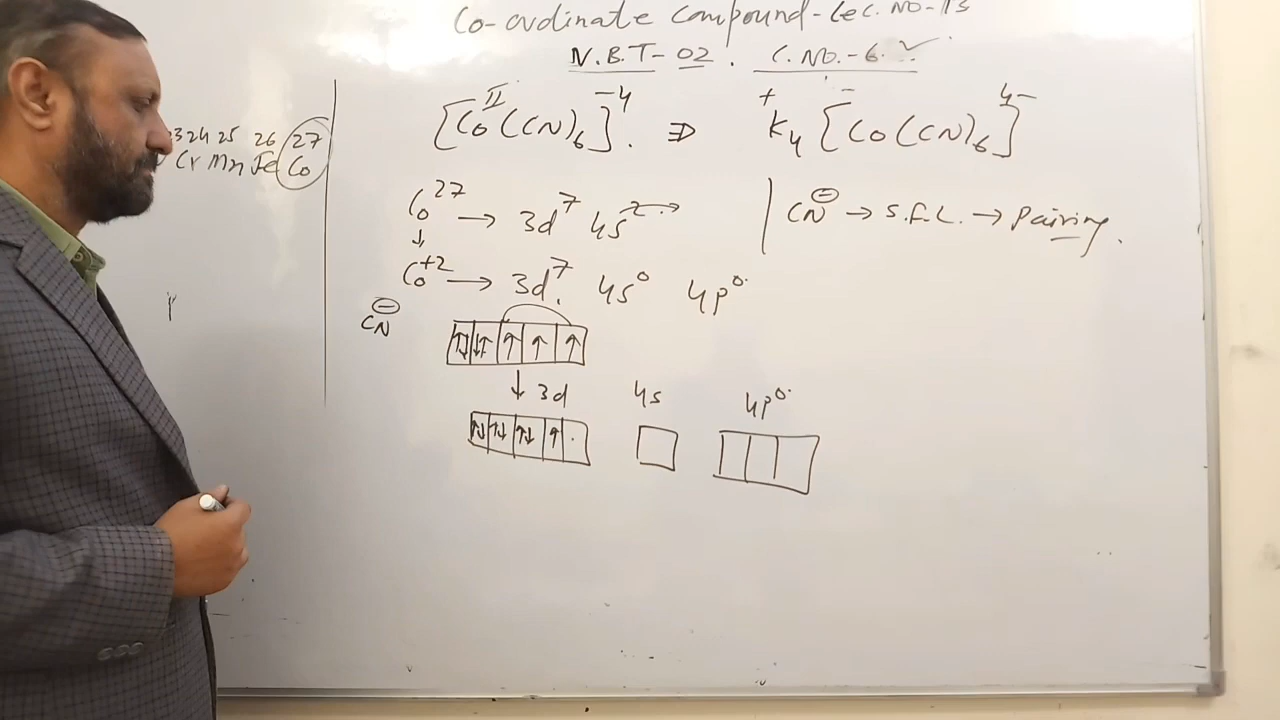 Co-ordinate Compound-Lec. No-13
V.B.T-02. C.No.-6.
[Co(CN)6]-4. ⇒ K4[Co(CN)6]4-
II + -
24 25 26 27
Cr Mn Fe Co
Co27 → 3d7 4s2 →
CN- → S.F.L. → Pairing.
↓
Co+2 → 3d7. 4s0 4p0.
CN-
↑↓ ↓↑ ↑ ↑ ↑
↓ 3d 4s 4p0.
↑↓ ↑↓ ↑↓ ↑ .